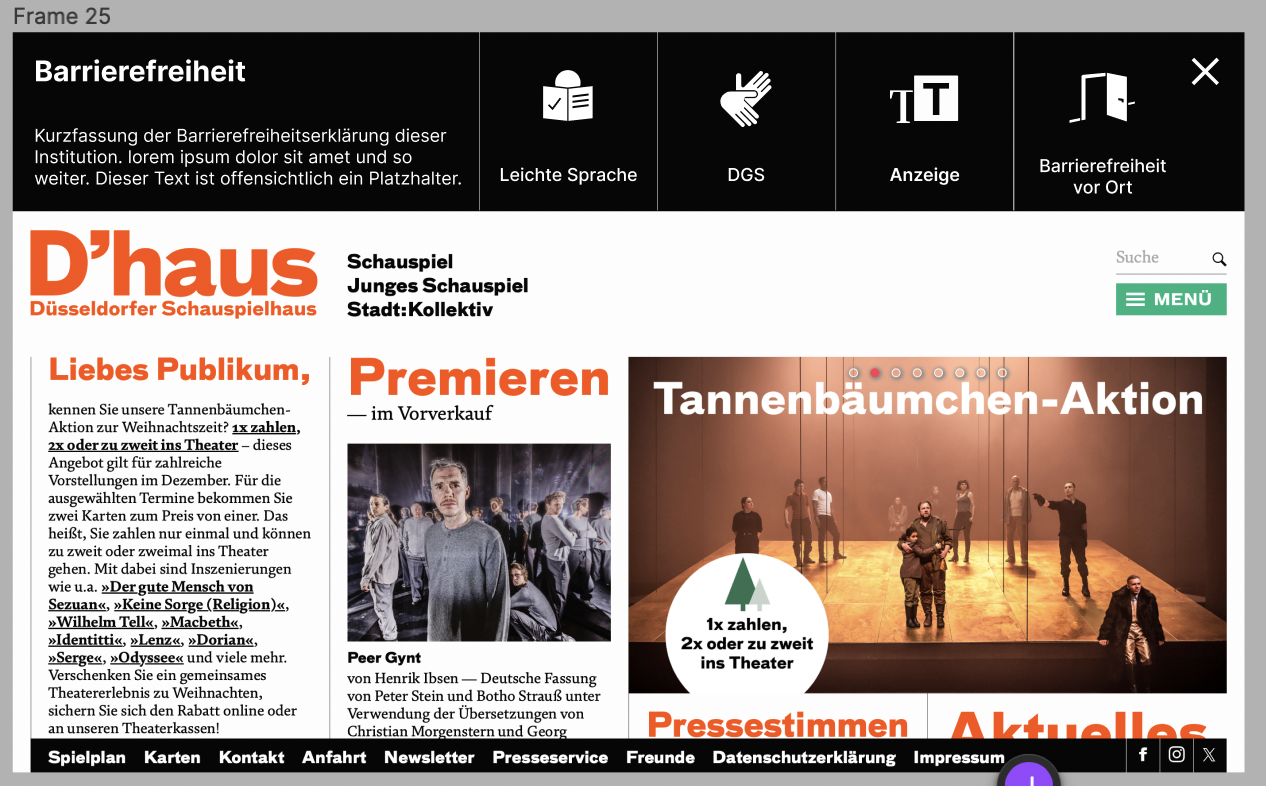 Frame 25
Barrierefreiheit
Kurzfassung der Barrierefreiheitserklärung dieser
Institution. lorem ipsum dolor sit amet und so
weiter. Dieser Text ist offensichtlich ein Platzhalter.
Leichte Sprache
DGS
TT
Anzeige
Barrierefreiheit
vor Ort
D’haus
Düsseldorfer Schauspielhaus
Schauspiel
Junges Schauspiel
Stadt:Kollektiv
Suche
MENÜ
Liebes Publikum,
kennen Sie unsere Tannenbäumchen-
Aktion zur Weihnachtszeit? 1x zahlen,
2x oder zu zweit ins Theater – dieses
Angebot gilt für zahlreiche
Vorstellungen im Dezember. Für die
ausgewählten Termine bekommen Sie
zwei Karten zum Preis von einer. Das
heißt, Sie zahlen nur einmal und können
zu zweit oder zweimal ins Theater
gehen. Mit dabei sind Inszenierungen
wie u.a. »Der gute Mensch von
Sezuan«, »Keine Sorge (Religion)«,
»Wilhelm Tell«, »Macbeth«,
»Identitti«, »Lenz«, »Dorian«,
»Serge«, »Odyssee« und viele mehr.
Verschenken Sie ein gemeinsames
Theatererlebnis zu Weihnachten,
sichern Sie sich den Rabatt online oder
an unseren Theaterkassen!
Premieren
— im Vorverkauf
Peer Gynt
von Henrik Ibsen — Deutsche Fassung
von Peter Stein und Botho Strauß unter
Verwendung der Übersetzungen von
Christian Morgenstern und Georg
Tannenbäumchen-Aktion
1x zahlen,
2x oder zu zweit
ins Theater
Pressestimmen
Aktuelles
Spielplan Karten Kontakt Anfahrt Newsletter Presseservice Freunde Datenschutzerklärung Impressum